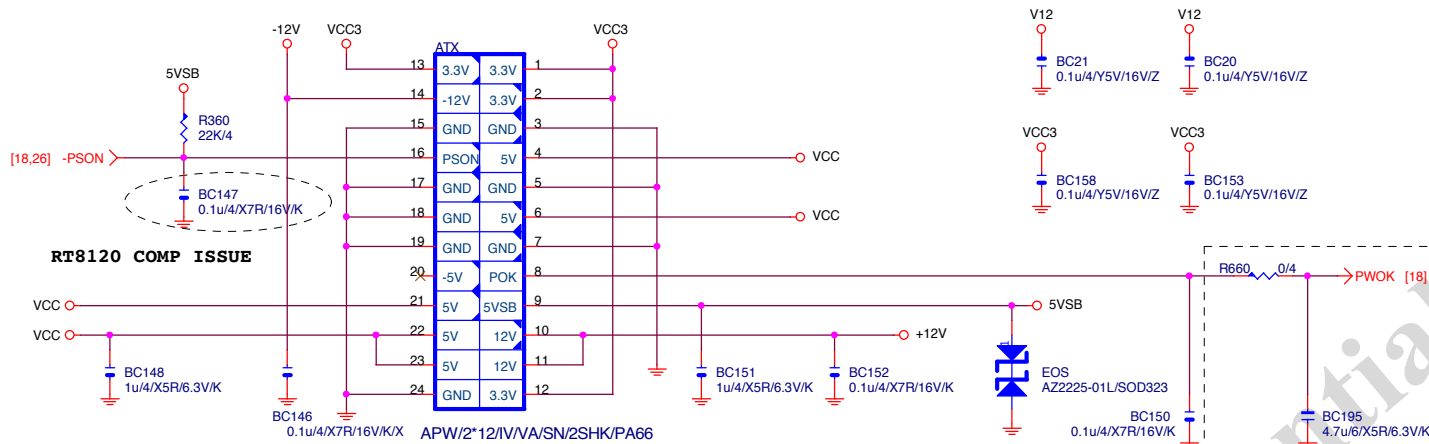 -12V
VCC3
VCC3
V12
V12
ATX
5VSB
R360
22K/4
[18,26] -PSON
BC147
0.1u/4/X7R/16V/K
RT8120 COMP ISSUE
13 3.3V 3.3V 1
14 -12V 3.3V 2
15 GND GND 3
16 PSON 5V 4
17 GND GND 5
18 GND 5V 6
19 GND GND 7
20 -5V POK 8
21 5V 5VSB 9
22 5V 12V 10
23 5V 12V 11
24 GND 3.3V 12
VCC
VCC
VCC
VCC
BC148
1u/4/X5R/6.3V/K
BC146
0.1u/4/X7R/16V/K/X
APW/2*12/IV/VA/SN/2SHK/PA66
BC151
1u/4/X5R/6.3V/K
+12V
BC152
0.1u/4/X7R/16V/K
5VSB
1
EOS
AZ2225-01L/SOD323
BC21
0.1u/4/Y5V/16V/Z
BC20
0.1u/4/Y5V/16V/Z
VCC3
VCC3
BC158
0.1u/4/Y5V/16V/Z
BC153
0.1u/4/Y5V/16V/Z
R660 0/4
PWOK [18]
BC150
0.1u/4/X7R/16V/K
BC195
4.7u/6/X5R/6.3V/K
ntial